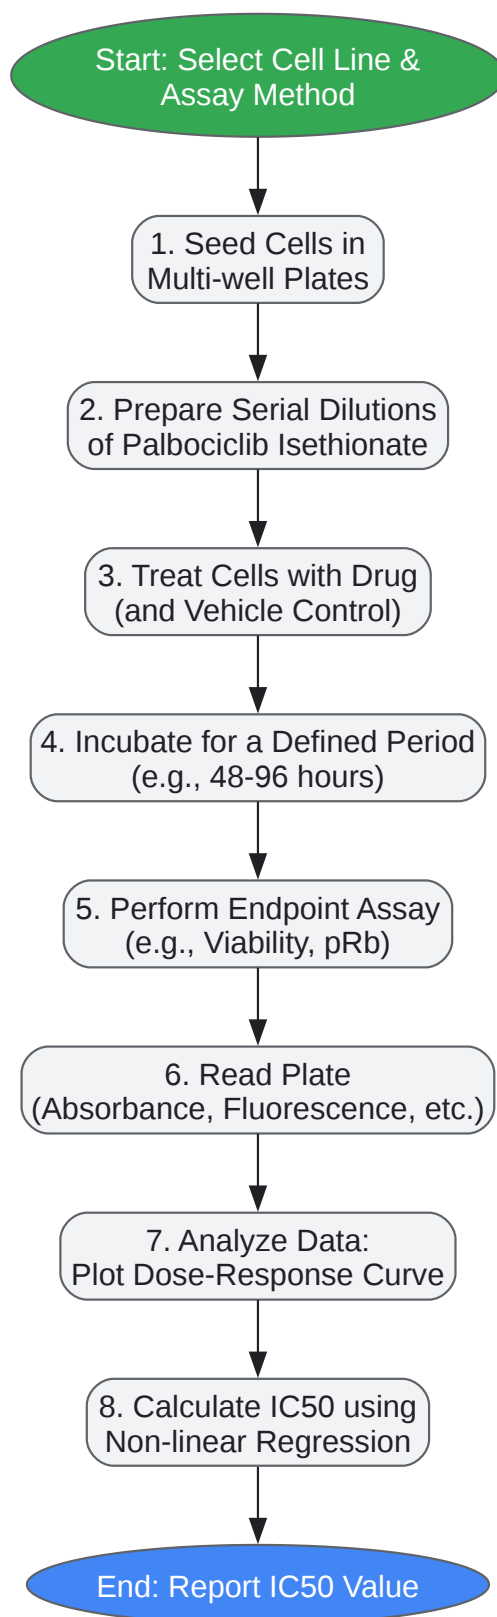 Start: Select Cell Line &
Assay Method
1. Seed Cells in
Multi-well Plates
2. Prepare Serial Dilutions
of Palbociclib Isethionate
3. Treat Cells with Drug
(and Vehicle Control)
4. Incubate for a Defined Period
(e.g., 48-96 hours)
5. Perform Endpoint Assay
(e.g., Viability, pRb)
6. Read Plate
(Absorbance, Fluorescence, etc.)
7. Analyze Data:
Plot Dose-Response Curve
8. Calculate IC50 using
Non-linear Regression
End: Report IC50 Value